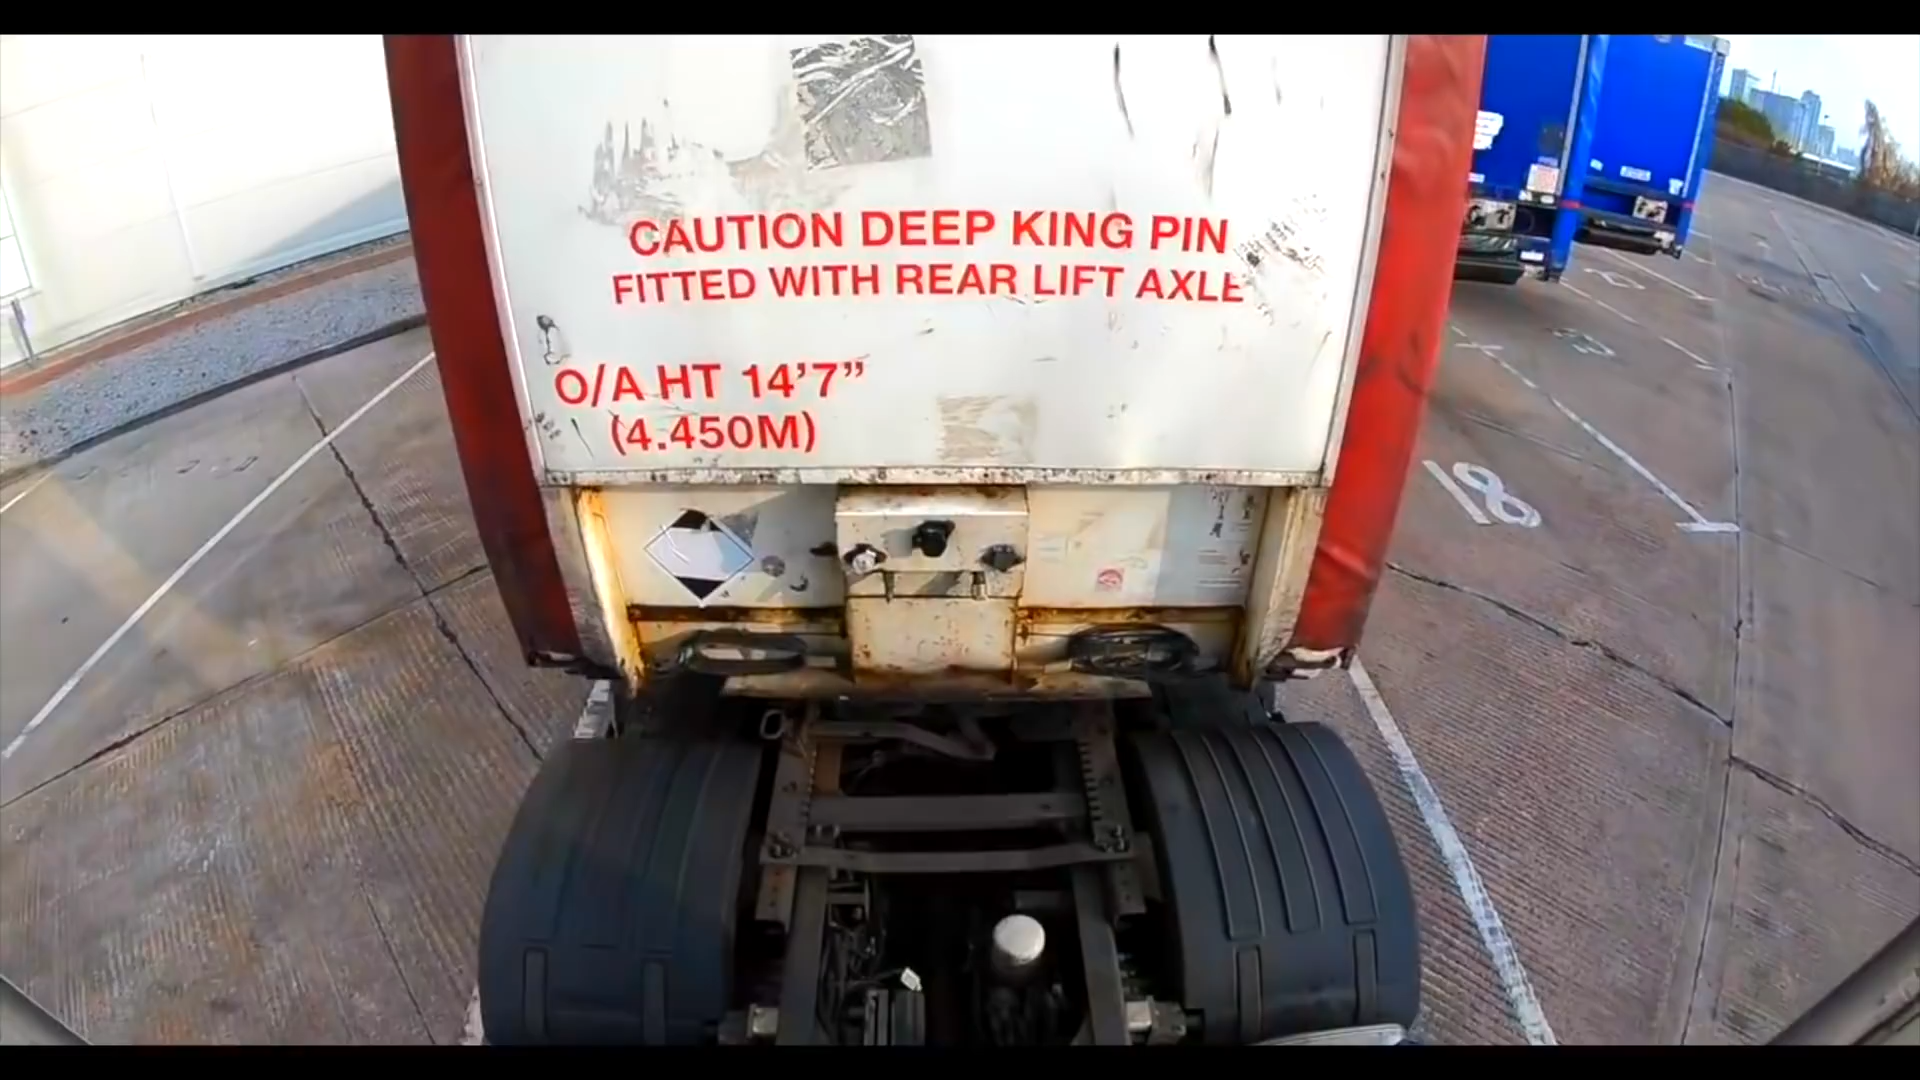 CAUTION DEEP KING PIN
FITTED WITH REAR LIFT AXLE
O/A HT 14’7”
(4.450M)
18